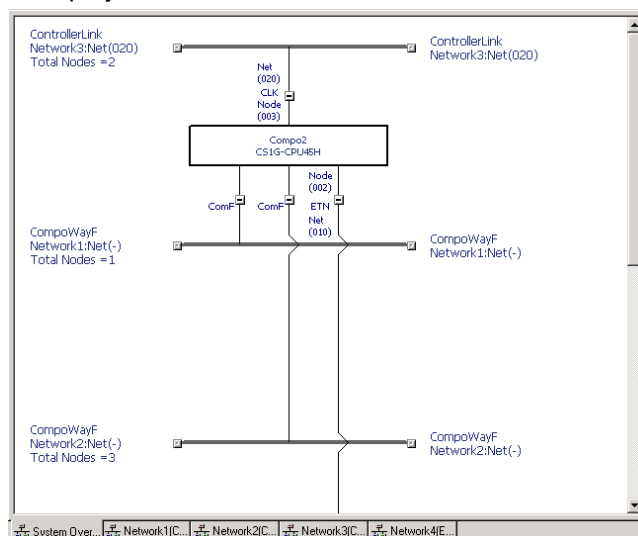 ControllerLink
Network3:Net(020)
Total Nodes =2
ControllerLink
Network3:Net(020)
Net
(020)
CLK
Node
(003)
Compo2
CS1G-CPU45H
Node
(002)
ComF
ComF
ETN
Net
(010)
CompoWayF
Network1:Net(-)
Total Nodes =1
CompoWayF
Network1:Net(-)
CompoWayF
Network2:Net(-)
Total Nodes =3
CompoWayF
Network2:Net(-)
System Over... Network1(C... Network2(C... Network3(C... Network4(E...